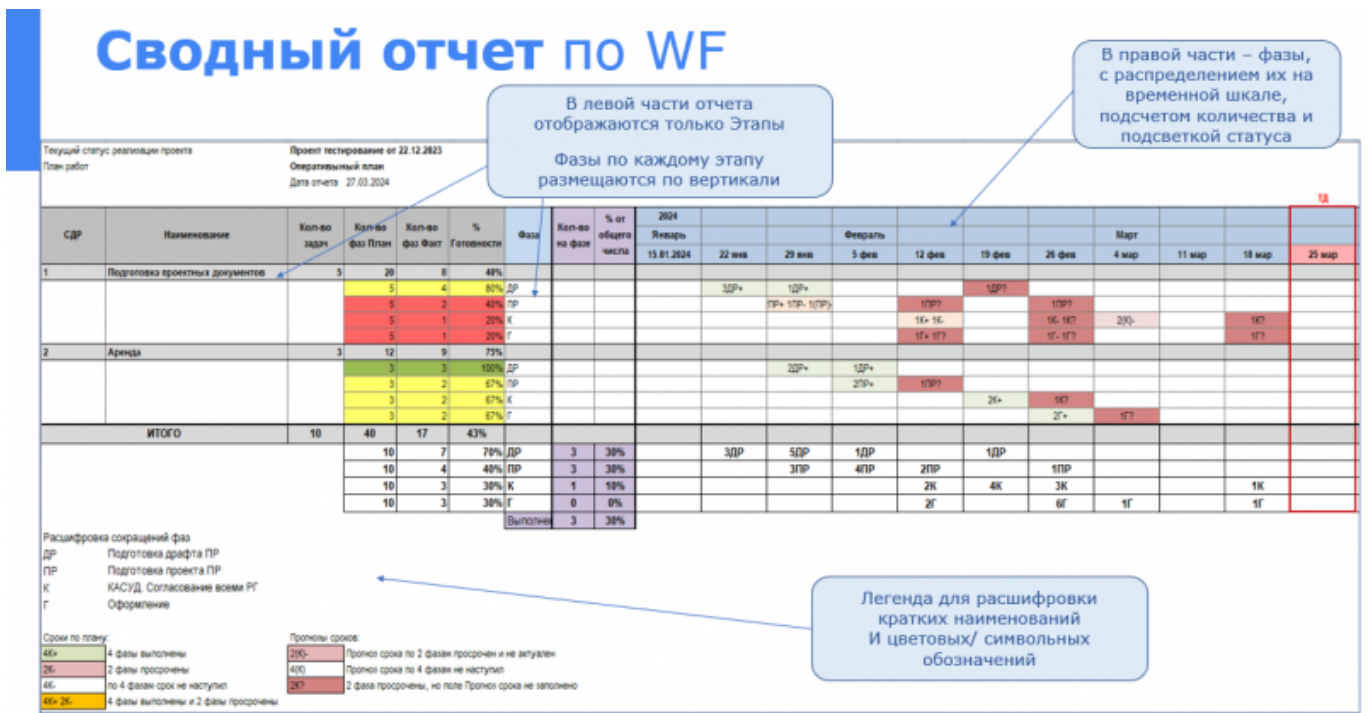 Сводный отчет по WF
В правой части – фазы,
с распределением их на
временной шкале,
подсчетом количества и
подсветкой статуса
В левой части отчета
отображаются только Этапы
Фазы по каждому этапу
размещаются по вертикали
Текущий статус реализации проекта Проект тестирование от 22.12.2023
План работ Оперативный план
Дата отчета 27.03.2024
ТД
СДР Наименование Кол-во задач Кол-во фаз План Кол-во фаз Факт % Готовности Фаза Кол-во на фазе % от общего числа
2024
Январь Февраль Март
15.01.2024 22 янв 29 янв 5 фев 12 фев 19 фев 26 фев 4 мар 11 мар 18 мар 25 мар
1 Подготовка проектных документов 5 20 8 40%
5 4 80% ДР 3ДР+ 1ДР+ 1ДР?
5 2 40% ПР ПР+ 1ПР- 1(ПР)- 1ПР? 1ПР?
5 1 20% К 1К+ 1К- 1К- 1К? 2(К)- 1К?
5 1 20% Г 1Г+ 1Г? 1Г- 1Г? 1Г?
2 Аренда 3 12 9 75%
3 3 100% ДР 2ДР+ 1ДР+
3 2 67% ПР 2ПР+ 1ПР?
3 2 67% К 2К+ 1К?
3 2 67% Г 2Г+ 1Г?
ИТОГО 10 40 17 43%
10 7 70% ДР 3 30% 3ДР 5ДР 1ДР 1ДР
10 4 40% ПР 3 30% 3ПР 4ПР 2ПР 1ПР
10 3 30% К 1 10% 2К 4К 3К 1К
10 3 30% Г 0 0% 2Г 6Г 1Г 1Г
Выполнен 3 30%
Расшифровка сокращений фаз
ДР Подготовка драфта ПР
ПР Подготовка проекта ПР
К КАСУД. Согласование всеми РГ
Г Оформление
Легенда для расшифровки
кратких наименований
И цветовых/ символьных
обозначений
Сроки по плану: Прогнозы сроков:
4К+ 4 фазы выполнены 2(К)- Прогноз срока по 2 фазам просрочен и не актуален
2К- 2 фазы просрочены 4(К) Прогноз срока по 4 фазам не наступил
4К- по 4 фазам срок не наступил 2К? 2 фаза просрочены, но поле Прогноз срока не заполнено
4К+ 2К- 4 фазы выполнены и 2 фазы просрочены